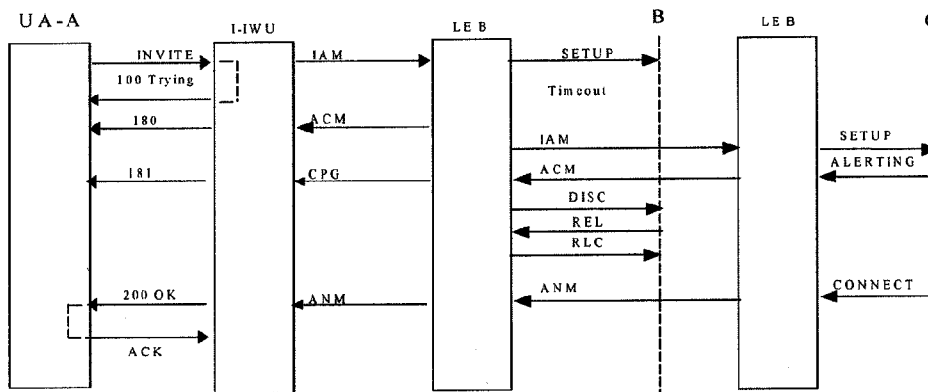 UA-A
I-IWU
LE B
B
LE B
INVITE
IAM
SETUP
100 Trying
Timeout
180
ACM
IAM
SETUP
181
CPG
ACM
ALERTING
DISC
REL
RLC
200 OK
ANM
ANM
CONNECT
ACK